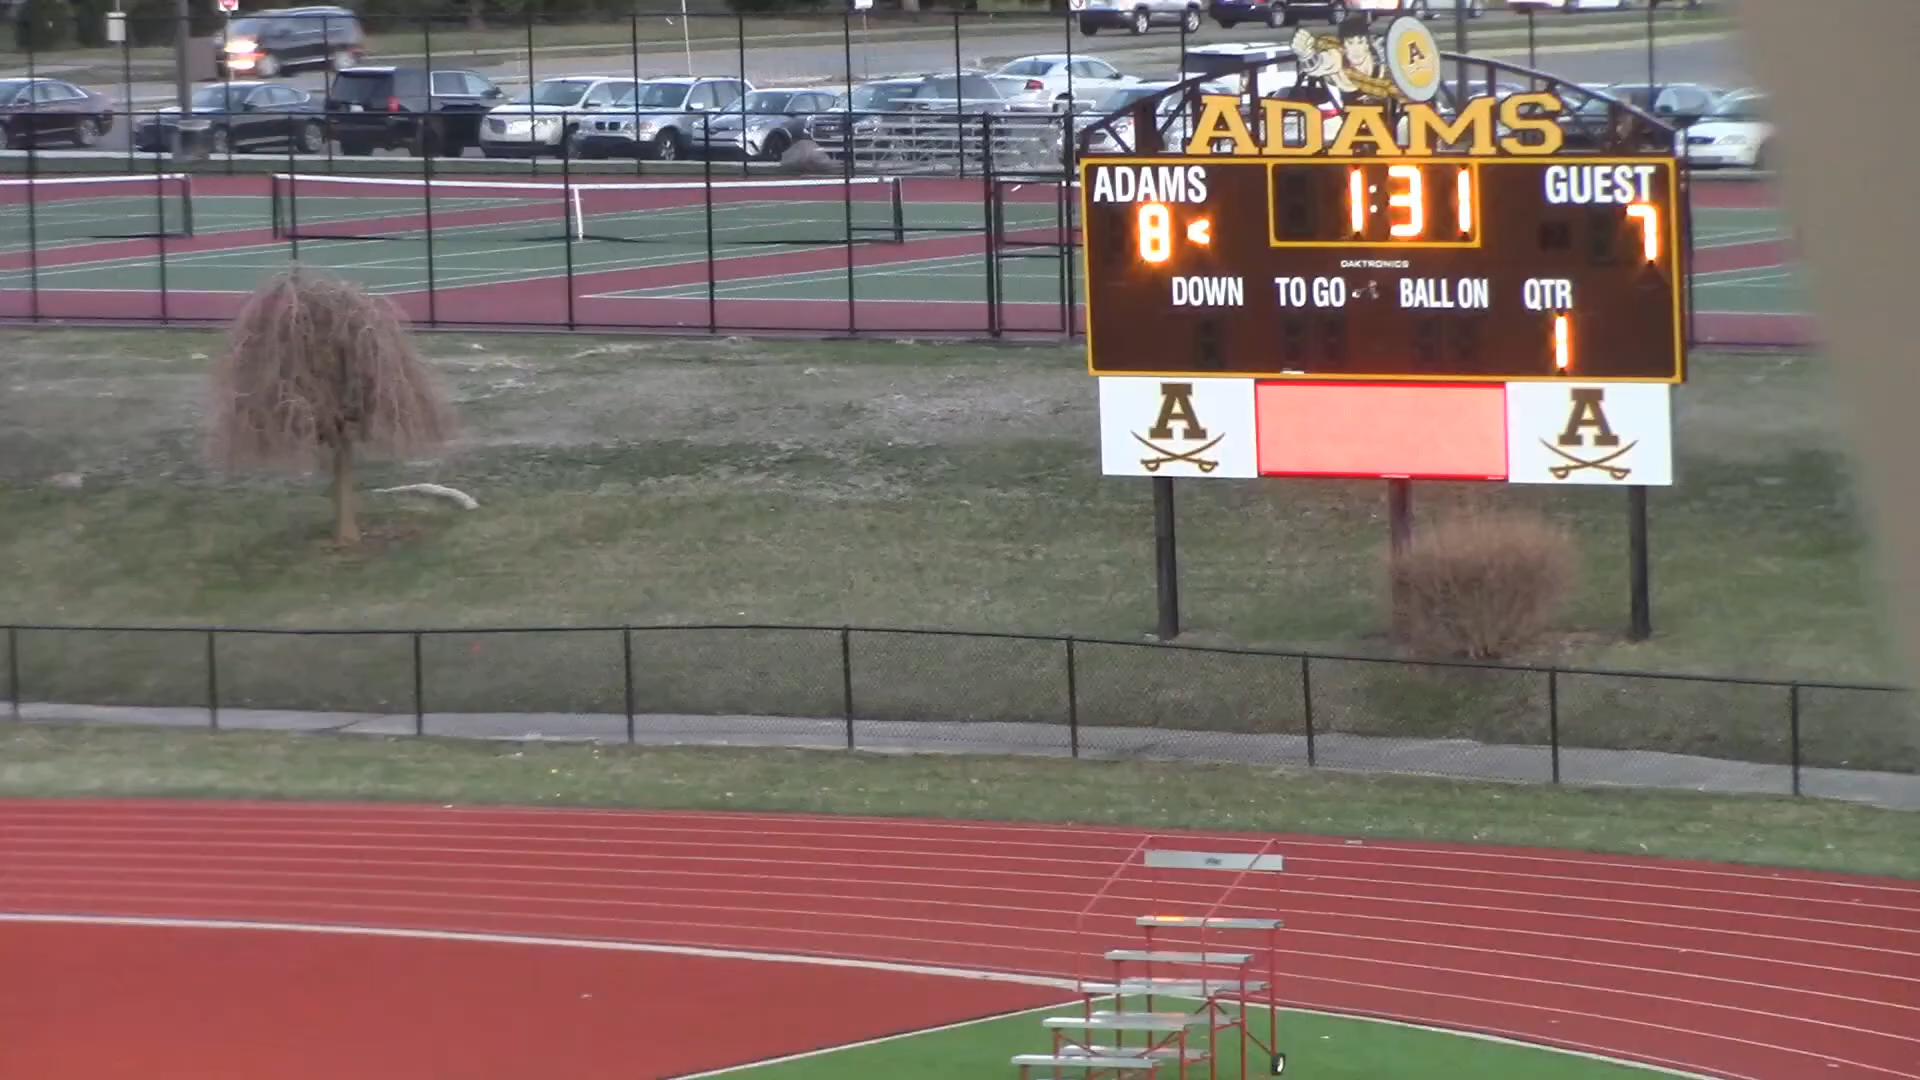 A
ADAMS
ADAMS 1:31 GUEST
8 < 7
DAKTRONICS
DOWN TO GO BALL ON QTR
1
A A